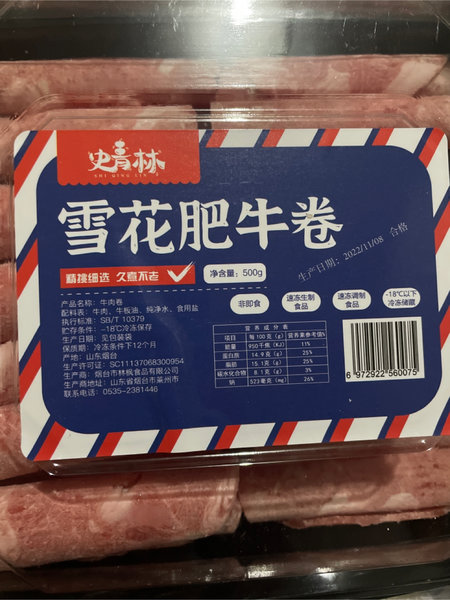 史青林
SHI QING LIN
雪花肥牛卷
精挑细选 久煮不老
净含量: 500g
生产日期: 2022/11/08 合格
产品名称: 牛肉卷
配料表: 牛肉、牛板油、纯净水、食用盐
执行标准: SB/T 10379
贮存条件: -18℃冷冻保存
生产日期: 见包装袋
保质期: 冷冻条件下12个月
产地: 山东烟台
生产许可证: SC11137068300954
生产商: 烟台市林枫食品有限公司
生产商地址: 山东省烟台市莱州市
联系电话: 0535-2381446
非即食
速冻生制食品
速冻调制食品
-18℃以下冷冻储藏
营养成分表
项目 每100克(g) 营养素参考值%
能量 950千焦(KJ) 11%
蛋白质 14.9克(g) 25%
脂肪 15.1克(g) 25%
碳水化合物 8.1克(g) 3%
钠 523毫克(mg) 26%
6 972922 560075